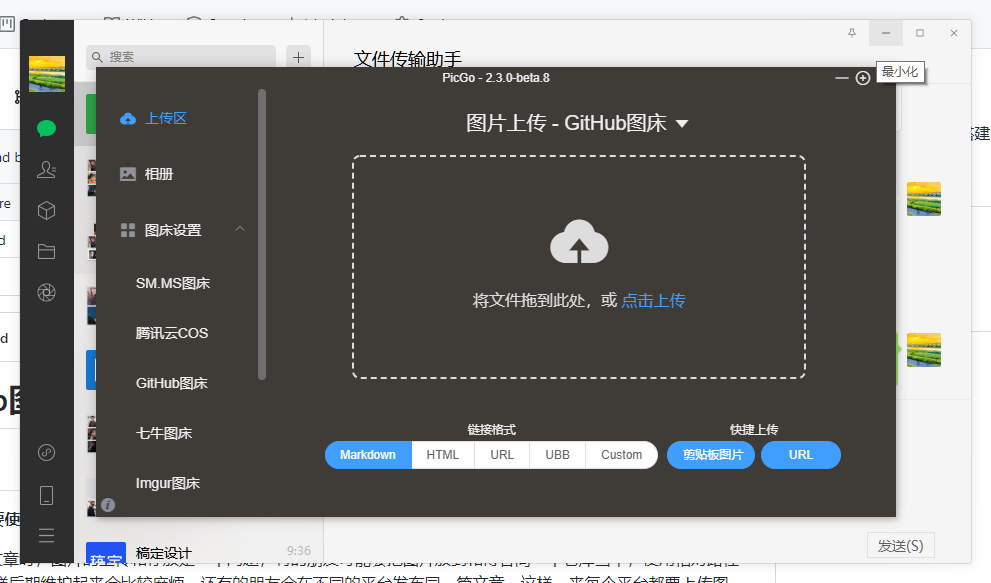 搜索
文件传输助手
最小化
PicGo - 2.3.0-beta.8
上传区
相册
图床设置
SM.MS图床
腾讯云COS
GitHub图床
七牛图床
Imgur图床
图片上传 - GitHub图床
将文件拖到此处，或 点击上传
链接格式
快捷上传
Markdown
HTML
URL
UBB
Custom
剪贴板图片
URL
搭建
稿定设计
9:36
稿定
发送(S)